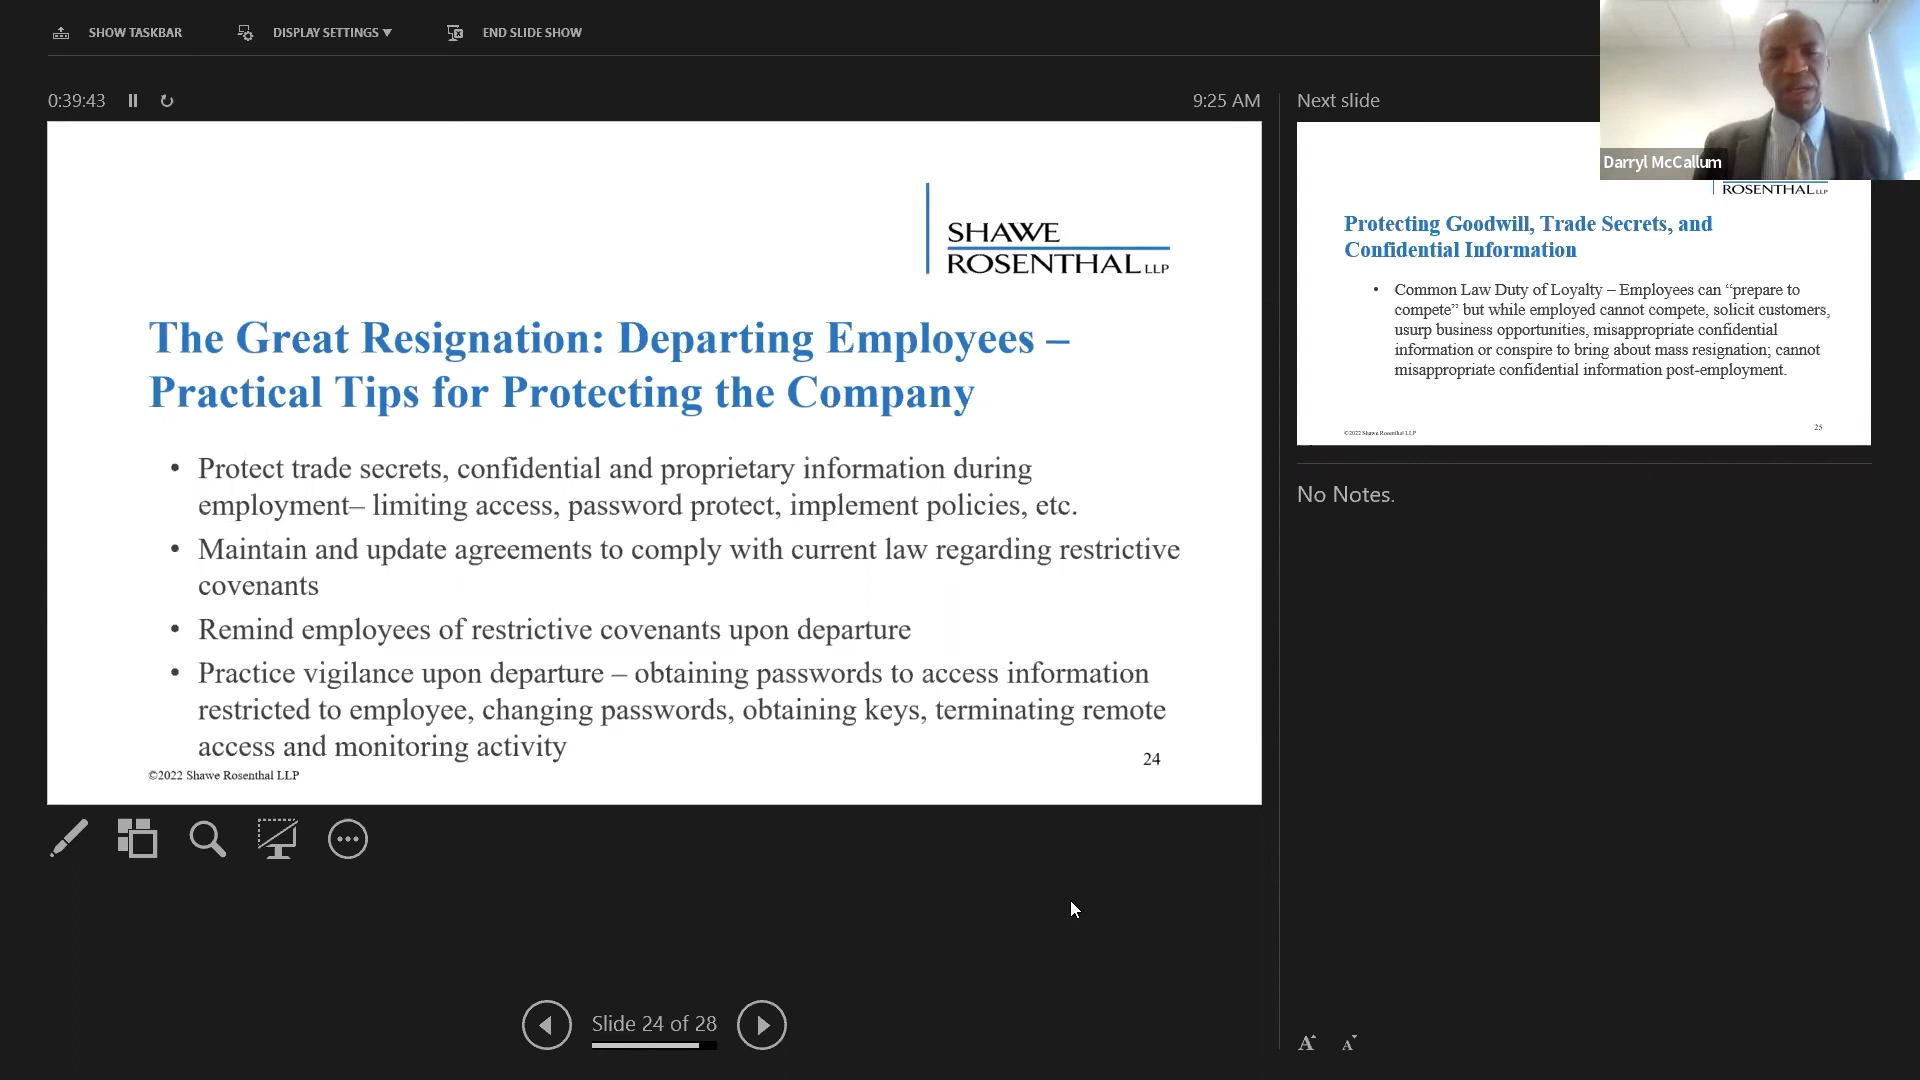 SHOW TASKBAR
DISPLAY SETTINGS ▼
END SLIDE SHOW
0:39:43
9:25 AM
Next slide
Darryl McCallum
SHAWE
ROSENTHAL LLP
The Great Resignation: Departing Employees –
Practical Tips for Protecting the Company
• Protect trade secrets, confidential and proprietary information during
employment– limiting access, password protect, implement policies, etc.
• Maintain and update agreements to comply with current law regarding restrictive
covenants
• Remind employees of restrictive covenants upon departure
• Practice vigilance upon departure – obtaining passwords to access information
restricted to employee, changing passwords, obtaining keys, terminating remote
access and monitoring activity
24
©2022 Shawe Rosenthal LLP
ROSENTHAL LLP
Protecting Goodwill, Trade Secrets, and
Confidential Information
• Common Law Duty of Loyalty – Employees can “prepare to
compete” but while employed cannot compete, solicit customers,
usurp business opportunities, misappropriate confidential
information or conspire to bring about mass resignation; cannot
misappropriate confidential information post-employment.
©2022 Shawe Rosenthal LLP
25
No Notes.
Slide 24 of 28
A A